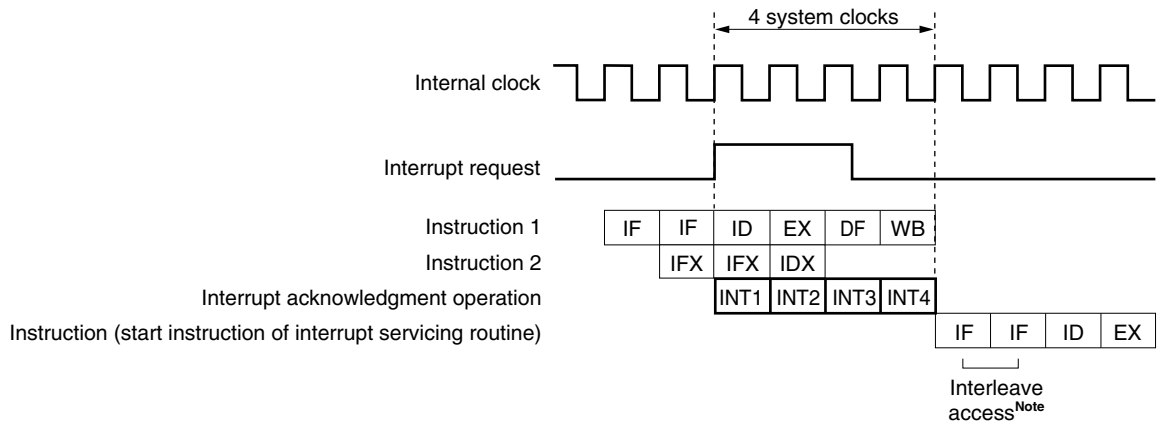 4 system clocks
Internal clock
Interrupt request
Instruction 1 IF IF ID EX DF WB
Instruction 2 IFX IFX IDX
Interrupt acknowledgment operation INT1 INT2 INT3 INT4
Instruction (start instruction of interrupt servicing routine) IF IF ID EX
Interleave
accessNote